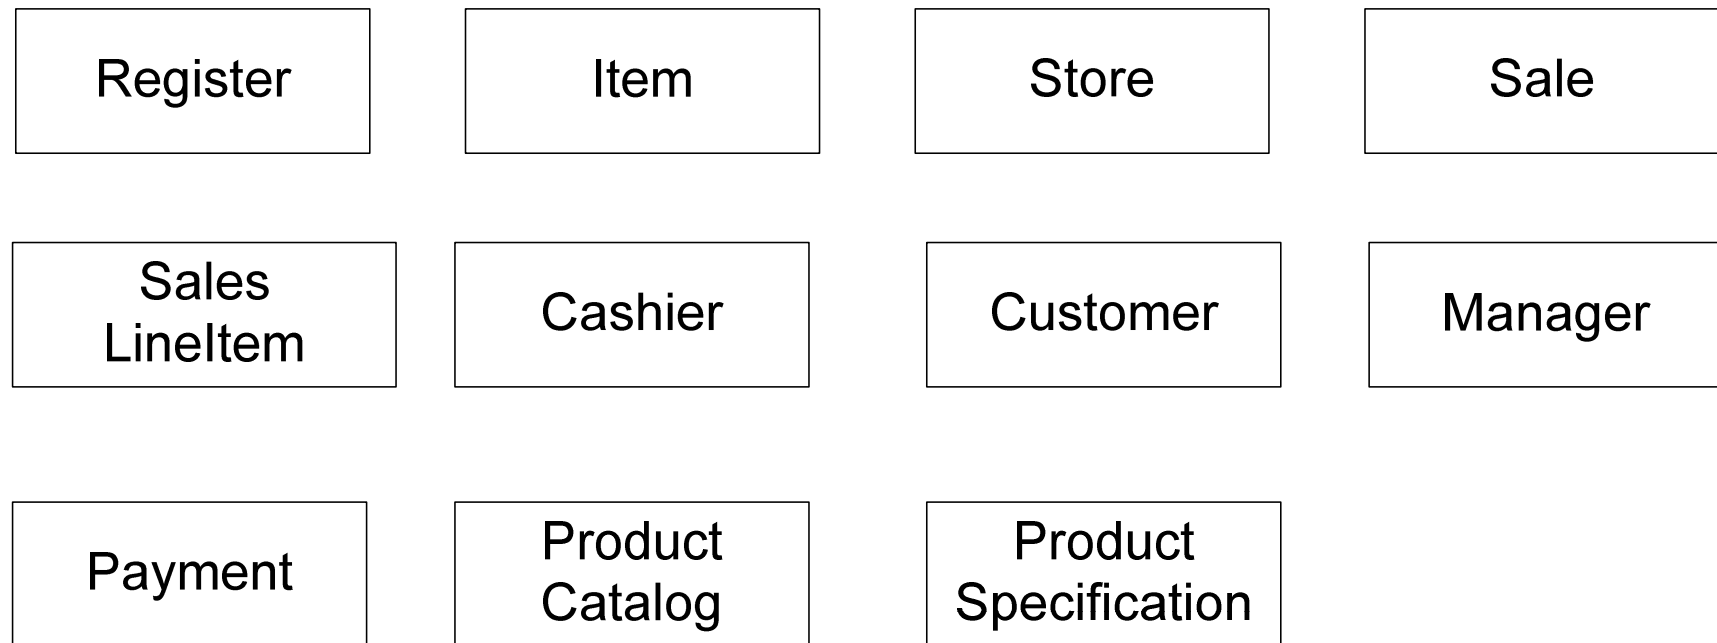 Register
Item
Store
Sale
Sales
LineItem
Cashier
Customer
Manager
Payment
Product
Catalog
Product
Specification